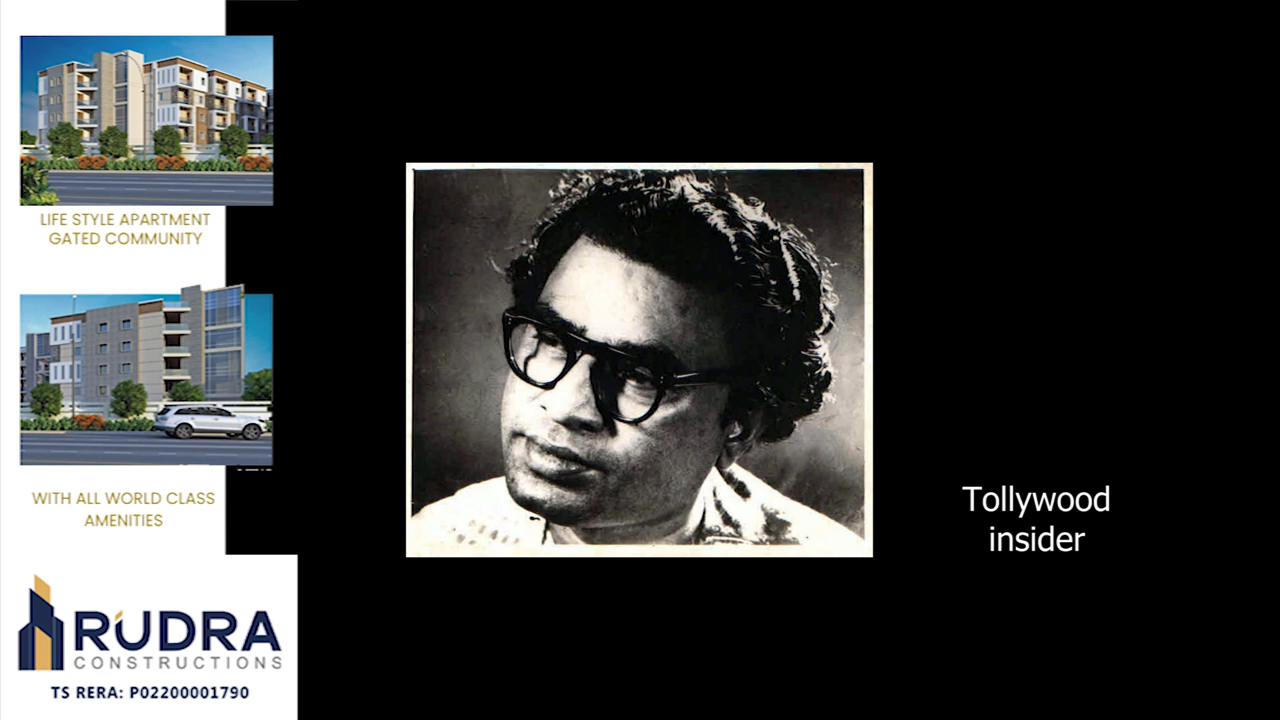 LIFE STYLE APARTMENT
GATED COMMUNITY
WITH ALL WORLD CLASS
AMENITIES
RUDRA
CONSTRUCTIONS
TS RERA: P02200001790
Tollywood
insider